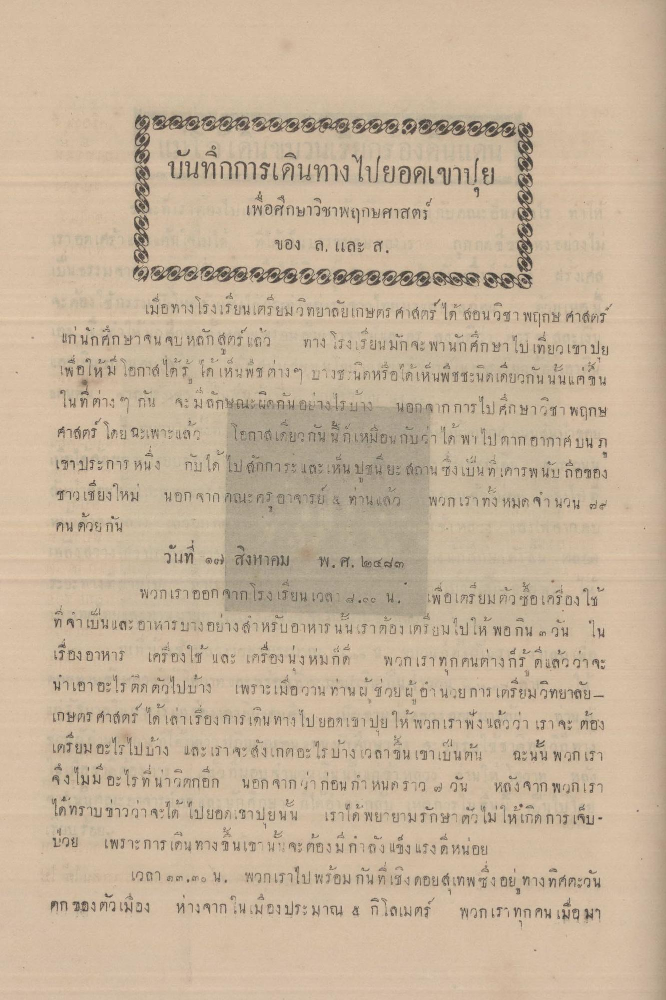 บันทึกการเดินทางไปยอดเขาปุย
เพื่อศึกษาวิชาพฤกษศาสตร์
ของ ล. และ ส.
เมื่อทางโรงเรียนเตรียมวิทยาลัยเกษตรศาสตร์ได้สอนวิชาพฤกษศาสตร์
แก่นักศึกษาจนจบหลักสูตร์แล้ว ทางโรงเรียนมักจะพานักศึกษาไปเที่ยวเขาปุย
เพื่อให้มีโอกาสได้รู้ ได้เห็นพืชต่างๆ บางชะนิดหรือได้เห็นพืชชะนิดเดียวกันนั้นแต่ขึ้น
ในที่ต่างๆ กัน จะมีลักษณะผิดกันอย่างไรบ้าง นอกจากการไปศึกษาวิชาพฤกษ
ศาสตร์โดยฉะเพาะแล้ว โอกาสเดียวกันนี้ก็เหมือนกับว่าได้พาไปตากอากาศบนภู
เขาประการหนึ่ง กับได้ไปสักการะและเห็นปูชนียะสถานซึ่งเป็นที่เคารพนับถือของ
ชาวเชียงใหม่ นอกจากคณะครูอาจารย์ ๕ ท่านแล้ว พวกเราทั้งหมดจำนวน ๗๙
คนด้วยกัน
วันที่ ๑๗ สิงหาคม พ.ศ. ๒๔๘๓
พวกเราออกจากโรงเรียนเวลา ๘.๐๐ น. เพื่อเตรียมตัวซื้อเครื่องใช้
ที่จำเป็นและอาหารบางอย่างสำหรับอาหารนั้นเราต้องเตรียมไปให้พอกิน ๓ วัน ใน
เรื่องอาหาร เครื่องใช้ และ เครื่องนุ่งห่มก็ดี พวกเราทุกคนต่างก็รู้ดีแล้วว่าจะ
นำเอาอะไรติดตัวไปบ้าง เพราะเมื่อวานท่านผู้ช่วยผู้อำนวยการเตรียมวิทยาลัย—
เกษตรศาสตร์ ได้เล่าเรื่องการเดินทางไปยอดเขาปุยให้พวกเราฟังแล้วว่า เราจะต้อง
เตรียมอะไรไปบ้าง และเราจะสังเกตอะไรบ้างเวลาขึ้นเขาเป็นต้น ฉะนั้นพวกเรา
จึงไม่มีอะไรที่น่าวิตกอีก นอกจากว่าก่อนกำหนดราว ๗ วัน หลังจากพวกเรา
ได้ทราบข่าวว่าจะได้ไปยอดเขาปุยนั้น เราได้พยายามรักษาตัวไม่ให้เกิดการเจ็บ-
ป่วย เพราะการเดินทางขึ้นเขานั้นจะต้องมีกำลังแข็งแรงดีหน่อย
เวลา ๑๓.๓๐ น. พวกเราไปพร้อมกันที่เชิงดอยสุเทพซึ่งอยู่ทางทิศตะวัน
ตกของตัวเมือง ห่างจากในเมืองประมาณ ๕ กิโลเมตร์ พวกเราทุกคนเมื่อมา